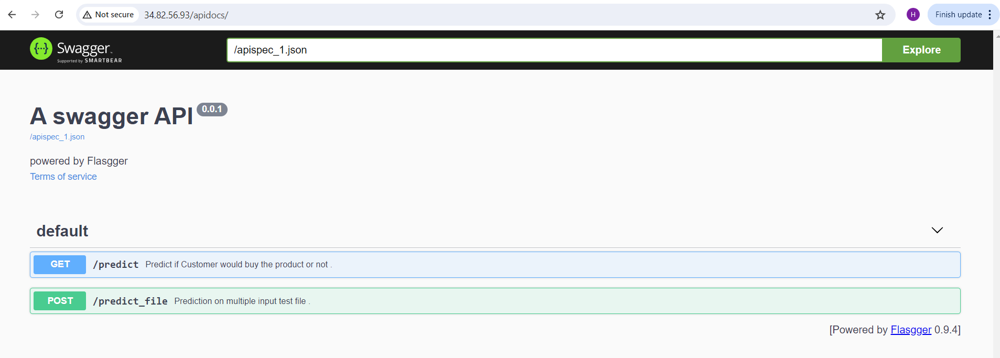 Not secure 34.82.56.93/apidocs/ H Finish update
{···} Swagger™ /apispec_1.json Explore
Supported by SMARTBEAR
A swagger API 0.0.1
/apispec_1.json
powered by Flasgger
Terms of service
default
GET /predict Predict if Customer would buy the product or not .
POST /predict_file Prediction on multiple input test file .
[Powered by Flasgger 0.9.4]